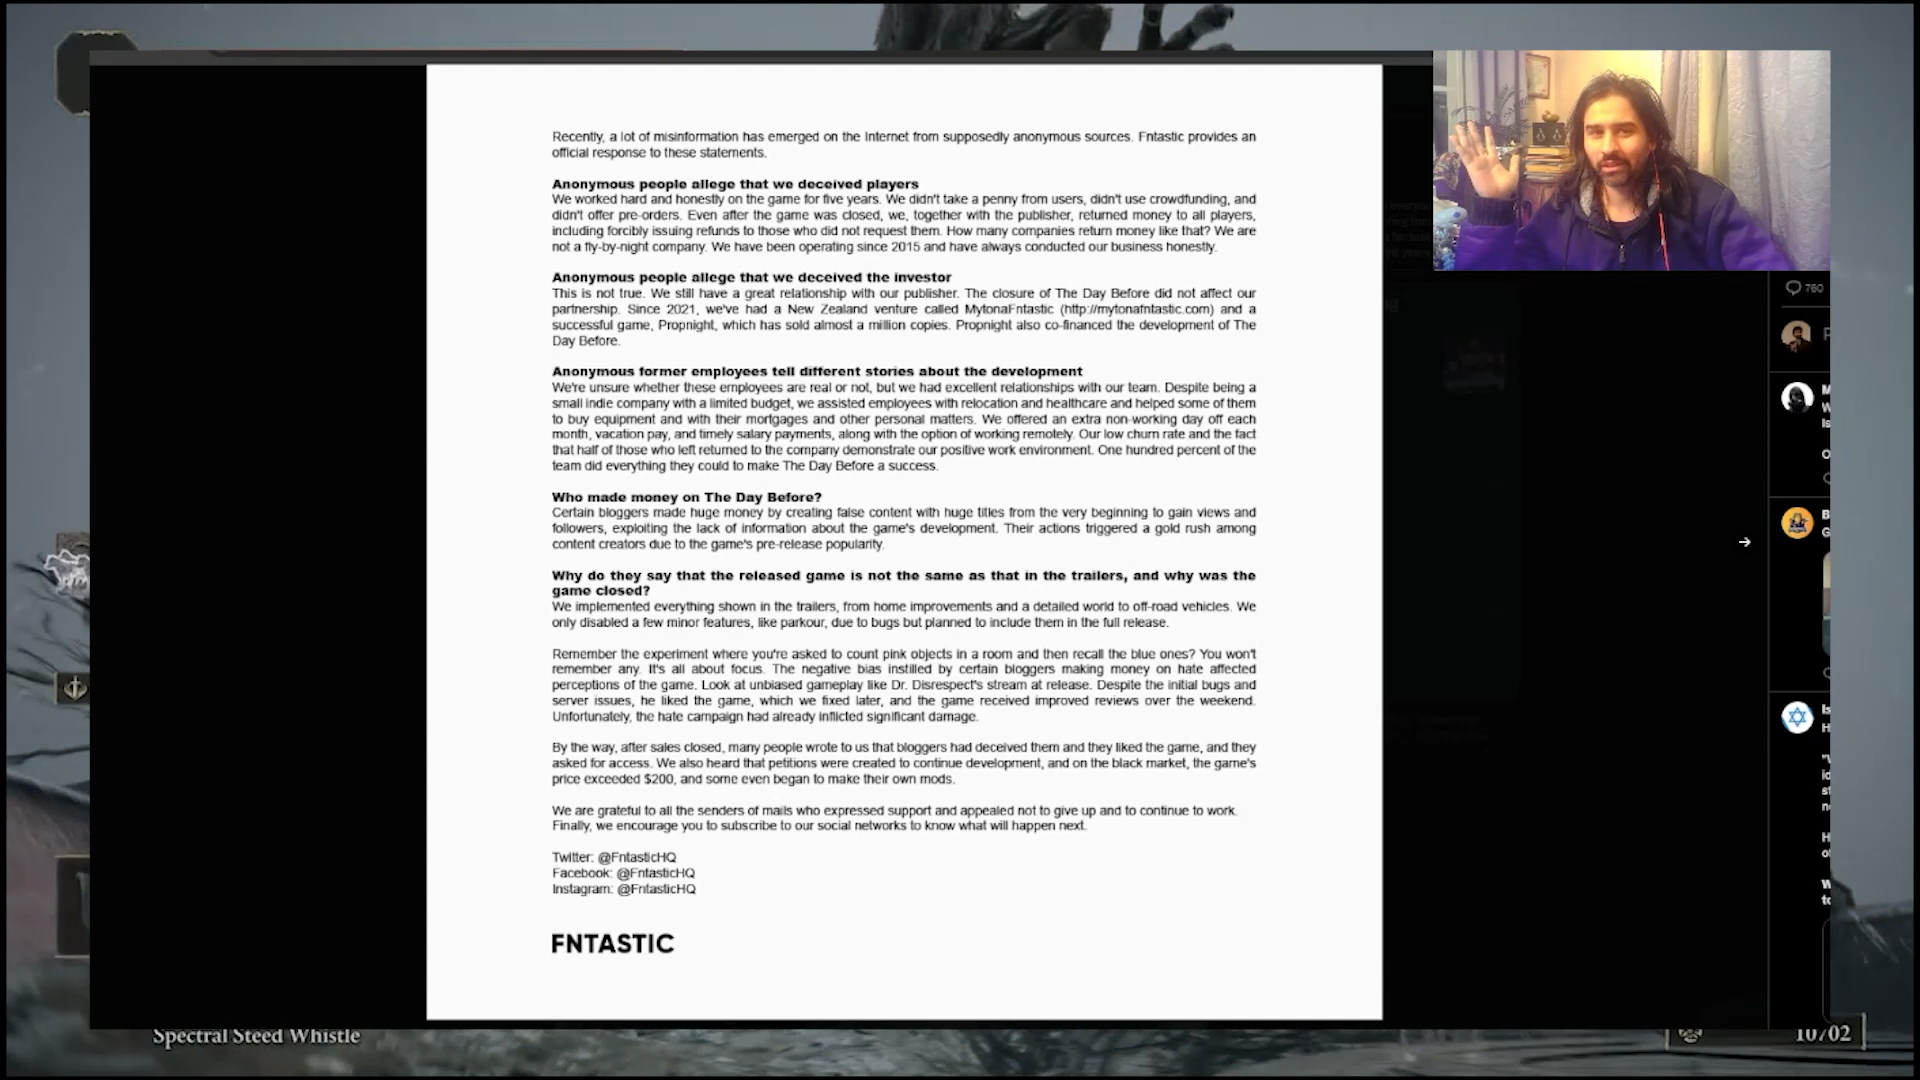 Recently, a lot of misinformation has emerged on the Internet from supposedly anonymous sources. Fntastic provides an
official response to these statements.
Anonymous people allege that we deceived players
We worked hard and honestly on the game for five years. We didn't take a penny from users, didn't use crowdfunding, and
didn't offer pre-orders. Even after the game was closed, we, together with the publisher, returned money to all players,
including forcibly issuing refunds to those who did not request them. How many companies return money like that? We are
not a fly-by-night company. We have been operating since 2015 and have always conducted our business honestly.
Anonymous people allege that we deceived the investor
This is not true. We still have a great relationship with our publisher. The closure of The Day Before did not affect our
partnership. Since 2021, we've had a New Zealand venture called MytonaFntastic (http://mytonafntastic.com) and a
successful game, Propnight, which has sold almost a million copies. Propnight also co-financed the development of The
Day Before.
Anonymous former employees tell different stories about the development
We're unsure whether these employees are real or not, but we had excellent relationships with our team. Despite being a
small indie company with a limited budget, we assisted employees with relocation and healthcare and helped some of them
to buy equipment and with their mortgages and other personal matters. We offered an extra non-working day off each
month, vacation pay, and timely salary payments, along with the option of working remotely. Our low churn rate and the fact
that half of those who left returned to the company demonstrate our positive work environment. One hundred percent of the
team did everything they could to make The Day Before a success.
Who made money on The Day Before?
Certain bloggers made huge money by creating false content with huge titles from the very beginning to gain views and
followers, exploiting the lack of information about the game's development. Their actions triggered a gold rush among
content creators due to the game's pre-release popularity.
Why do they say that the released game is not the same as that in the trailers, and why was the
game closed?
We implemented everything shown in the trailers, from home improvements and a detailed world to off-road vehicles. We
only disabled a few minor features, like parkour, due to bugs but planned to include them in the full release.
Remember the experiment where you're asked to count pink objects in a room and then recall the blue ones? You won't
remember any. It's all about focus. The negative bias instilled by certain bloggers making money on hate affected
perceptions of the game. Look at unbiased gameplay like Dr. Disrespect's stream at release. Despite the initial bugs and
server issues, he liked the game, which we fixed later, and the game received improved reviews over the weekend.
Unfortunately, the hate campaign had already inflicted significant damage.
By the way, after sales closed, many people wrote to us that bloggers had deceived them and they liked the game, and they
asked for access. We also heard that petitions were created to continue development, and on the black market, the game's
price exceeded $200, and some even began to make their own mods.
We are grateful to all the senders of mails who expressed support and appealed not to give up and to continue to work.
Finally, we encourage you to subscribe to our social networks to know what will happen next.
Twitter: @FntasticHQ
Facebook: @FntasticHQ
Instagram: @FntasticHQ
FNTASTIC
760
Spectral Steed Whistle
10702